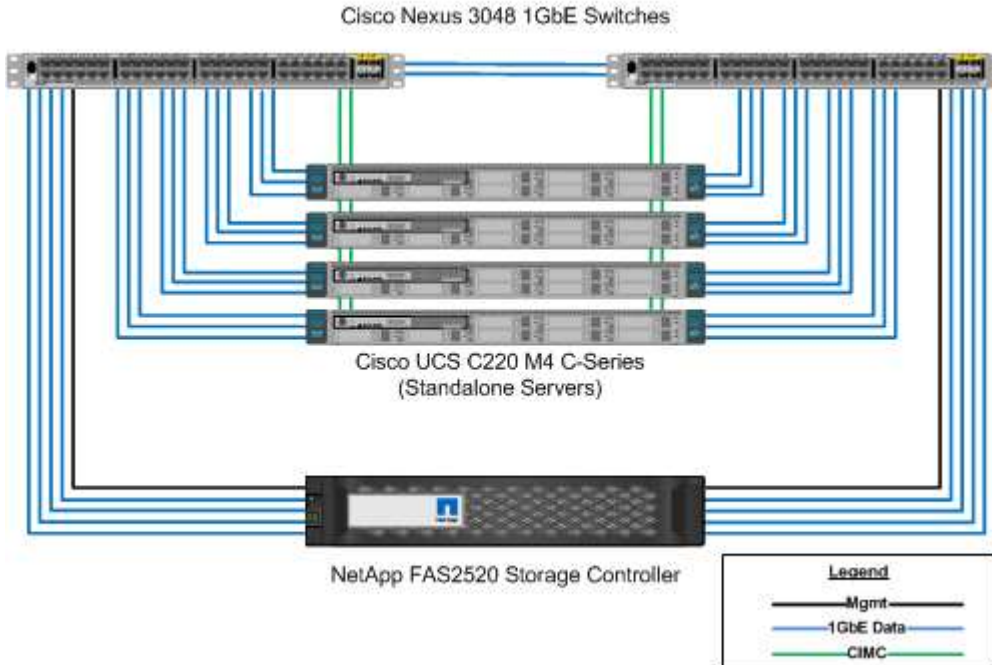 Cisco Nexus 3048 1GbE Switches
Cisco UCS C220 M4 C-Series
(Standalone Servers)
NetApp FAS2520 Storage Controller
Legend
Mgmt
1GbE Data
CIMC